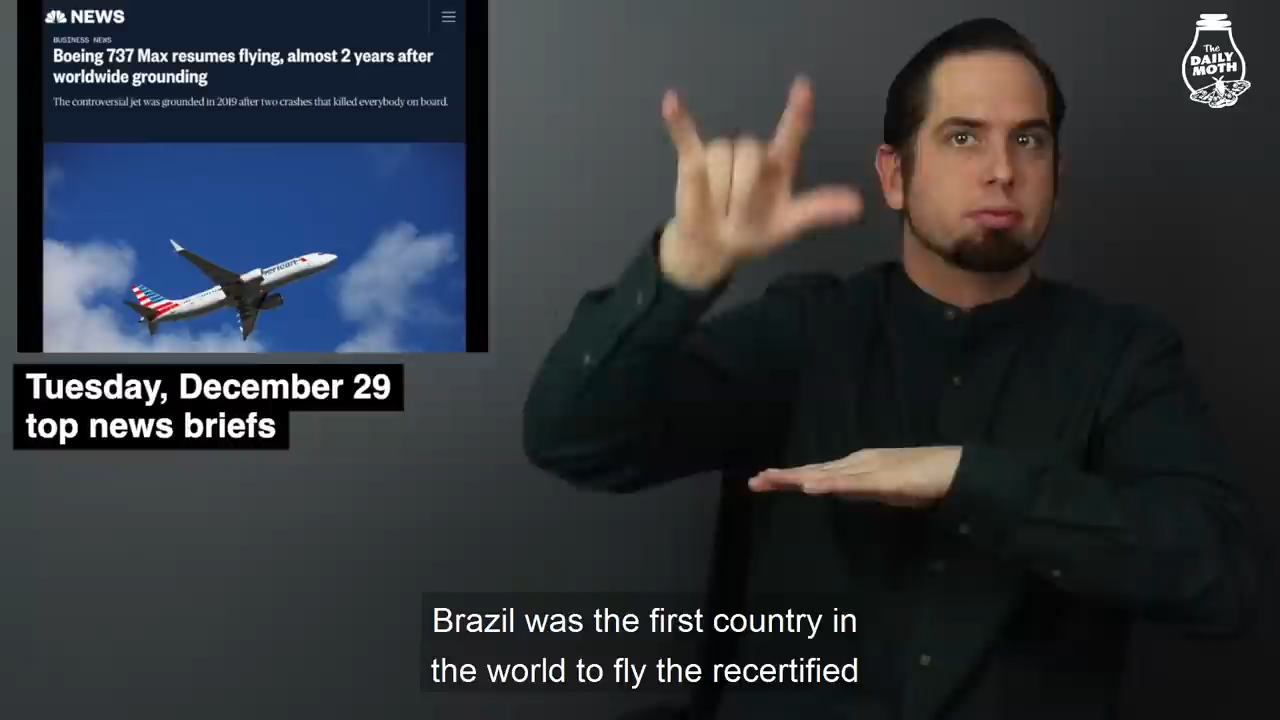 NEWS
BUSINESS NEWS
Boeing 737 Max resumes flying, almost 2 years after
worldwide grounding
The controversial jet was grounded in 2019 after two crashes that killed everybody on board.
American
The
DAILY
MOTH
Tuesday, December 29
top news briefs
Brazil was the first country in
the world to fly the recertified